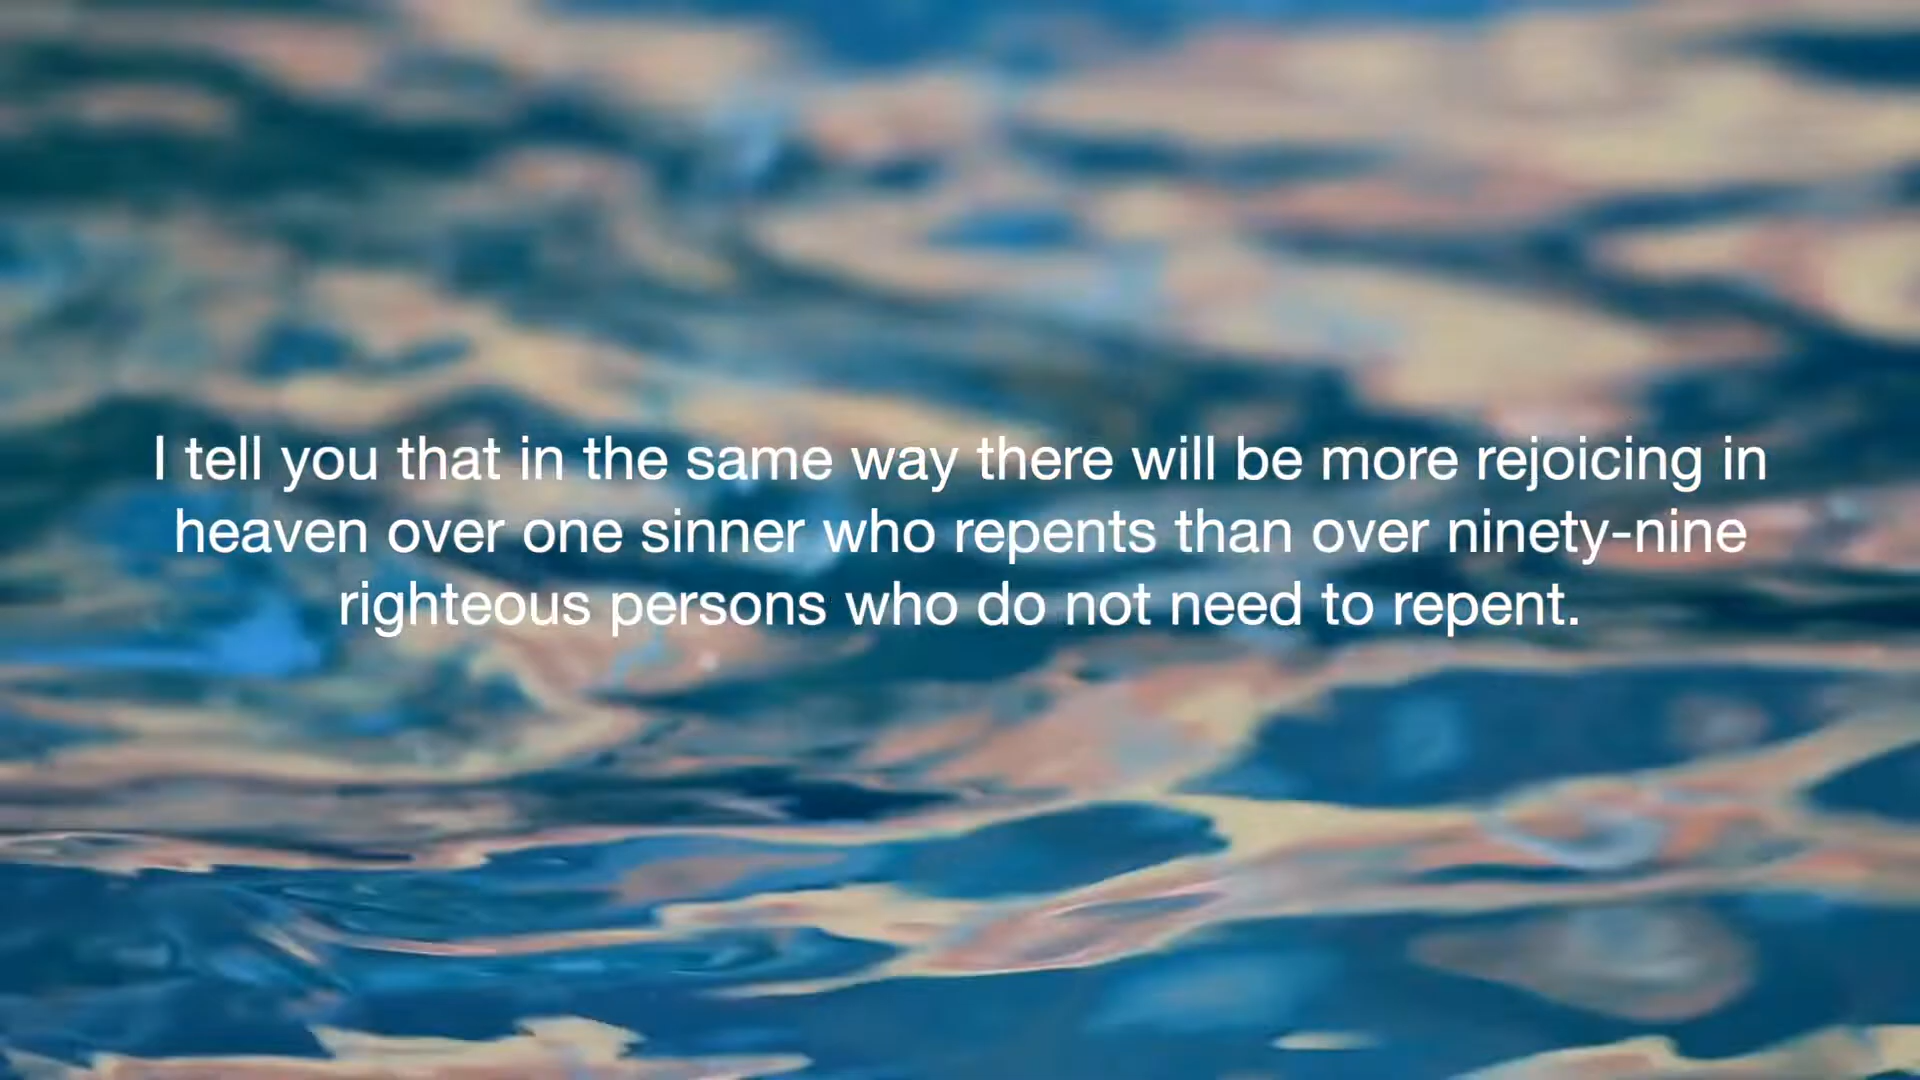 I tell you that in the same way there will be more rejoicing in
heaven over one sinner who repents than over ninety-nine
righteous persons who do not need to repent.